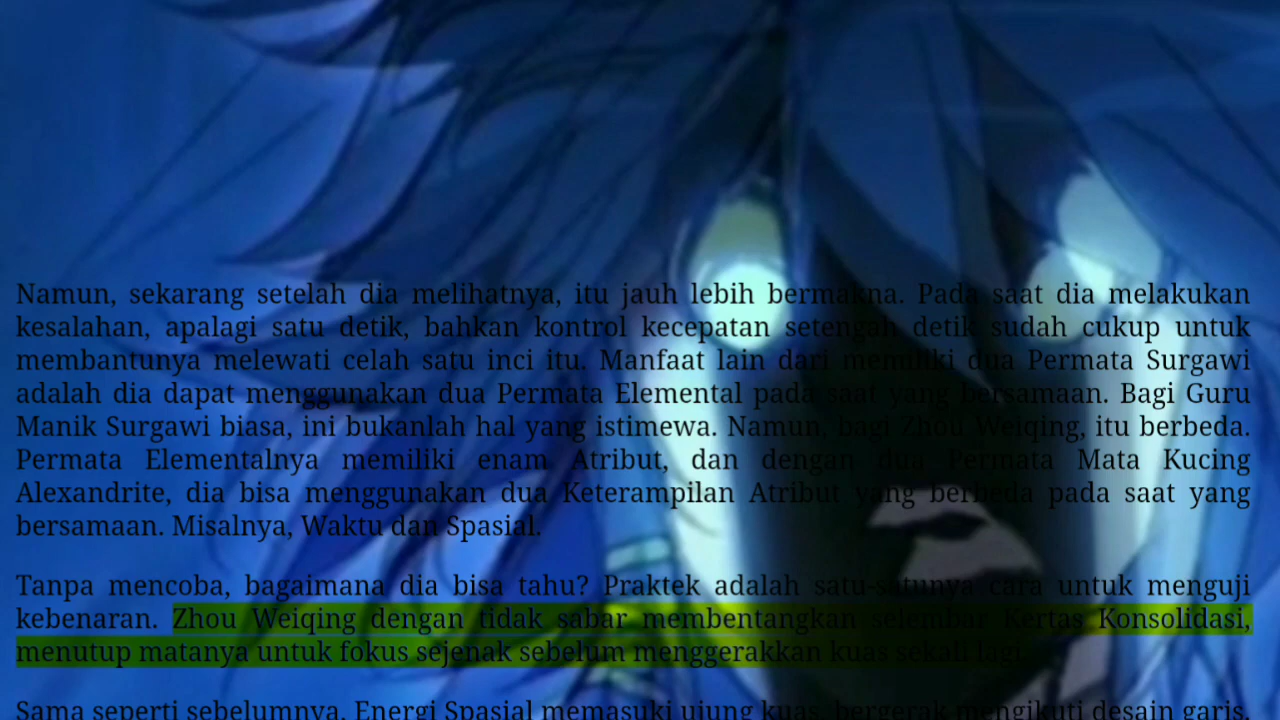 Namun, sekarang setelah dia melihatnya, itu jauh lebih bermakna. Pada saat dia melakukan
kesalahan, apalagi satu detik, bahkan kontrol kecepatan setengah detik sudah cukup untuk
membantunya melewati celah satu inci itu. Manfaat lain dari memiliki dua Permata Surgawi
adalah dia dapat menggunakan dua Permata Elemental pada saat yang bersamaan. Bagi Guru
Manik Surgawi biasa, ini bukanlah hal yang istimewa. Namun, bagi Zhou Weiqing, itu berbeda.
Permata Elementalnya memiliki enam Atribut, dan dengan dua Permata Mata Kucing
Alexandrite, dia bisa menggunakan dua Keterampilan Atribut yang berbeda pada saat yang
bersamaan. Misalnya, Waktu dan Spasial.
Tanpa mencoba, bagaimana dia bisa tahu? Praktek adalah satu-satunya cara untuk menguji
kebenaran. Zhou Weiqing dengan tidak sabar membentangkan selembar Kertas Konsolidasi,
menutup matanya untuk fokus sejenak sebelum menggerakkan kuas sekali lagi.
Sama seperti sebelumnya, Energi Spasial memasuki ujung kuas, bergerak mengikuti desain garis,